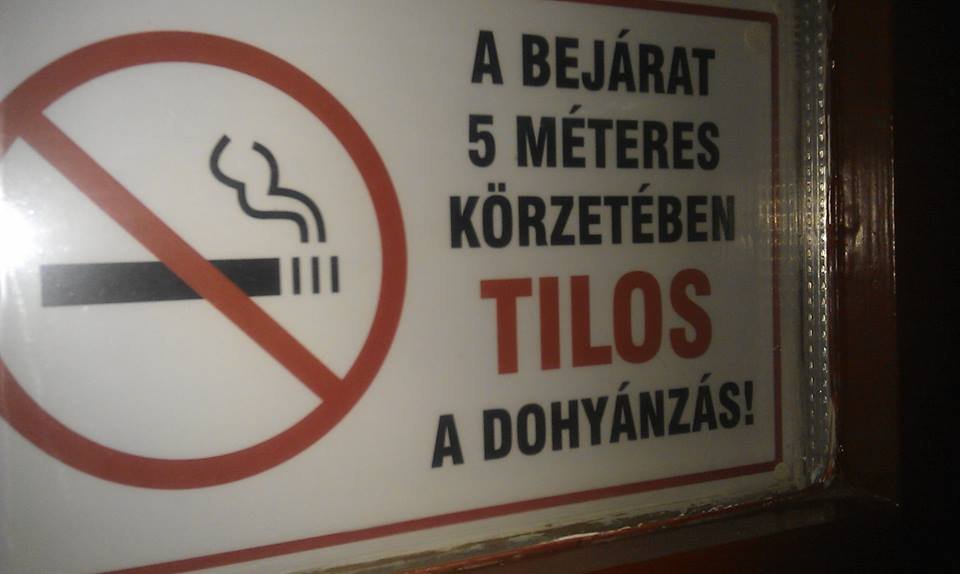 A BEJÁRAT
5 MÉTERES
KÖRZETÉBEN
TILOS
A DOHYÁNZÁS!